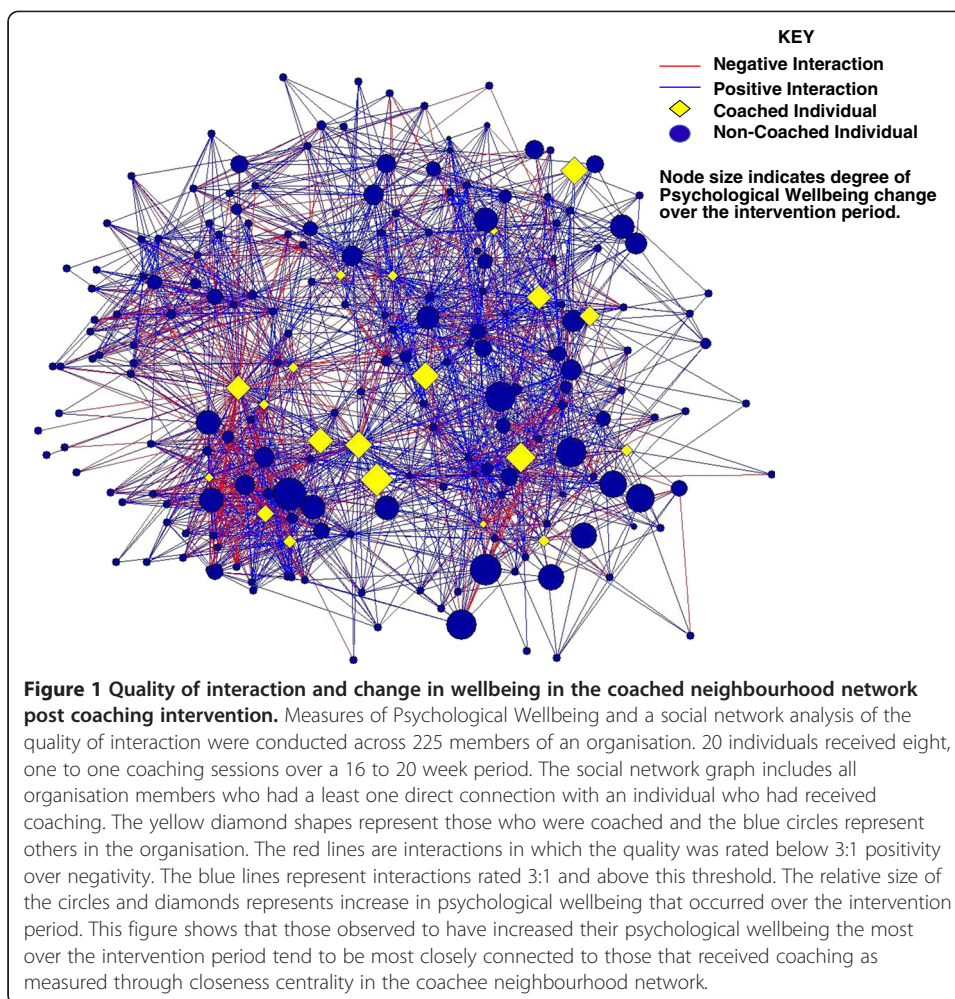 KEY
Negative Interaction
Positive Interaction
Coached Individual
Non-Coached Individual
Node size indicates degree of
Psychological Wellbeing change
over the intervention period.
Figure 1 Quality of interaction and change in wellbeing in the coached neighbourhood network
post coaching intervention. Measures of Psychological Wellbeing and a social network analysis of the
quality of interaction were conducted across 225 members of an organisation. 20 individuals received eight,
one to one coaching sessions over a 16 to 20 week period. The social network graph includes all
organisation members who had a least one direct connection with an individual who had received
coaching. The yellow diamond shapes represent those who were coached and the blue circles represent
others in the organisation. The red lines are interactions in which the quality was rated below 3:1 positivity
over negativity. The blue lines represent interactions rated 3:1 and above this threshold. The relative size of
the circles and diamonds represents increase in psychological wellbeing that occurred over the intervention
period. This figure shows that those observed to have increased their psychological wellbeing the most
over the intervention period tend to be most closely connected to those that received coaching as
measured through closeness centrality in the coachee neighbourhood network.